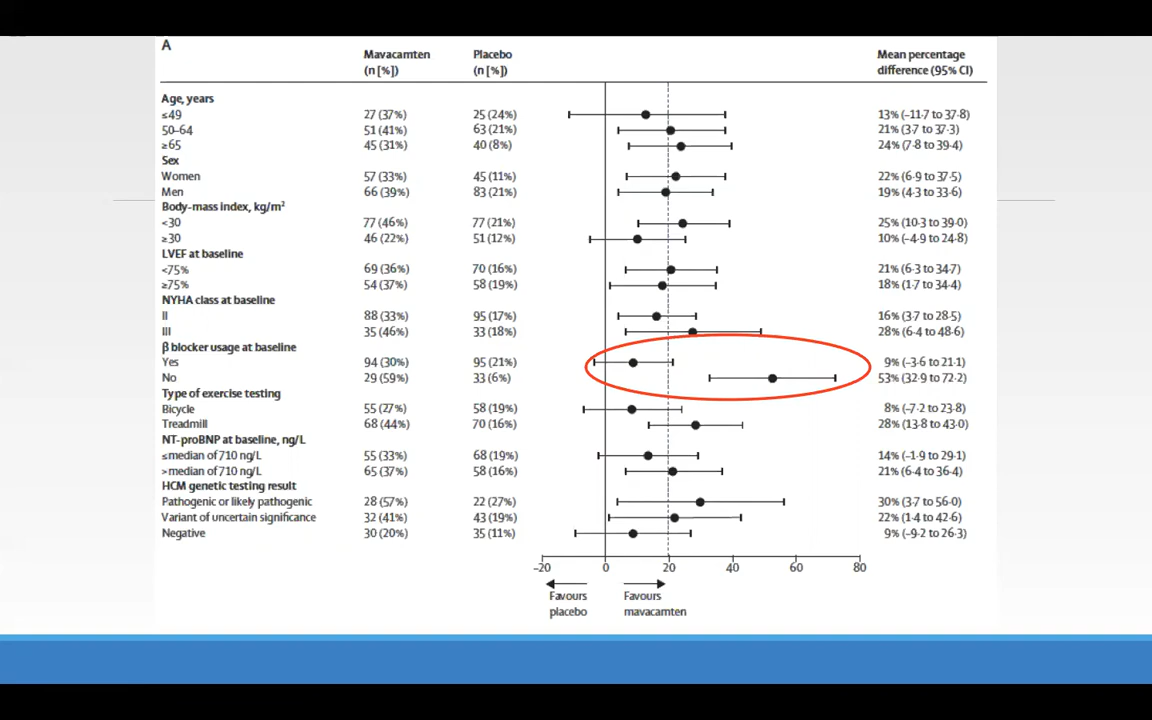 A
Mavacamten Placebo Mean percentage
(n [%]) (n [%]) difference (95% CI)
Age, years
≤49 27 (37%) 25 (24%) 13% (–11·7 to 37·8)
50–64 51 (41%) 63 (21%) 21% (3·7 to 37·3)
≥65 45 (31%) 40 (8%) 24% (7·8 to 39·4)
Sex
Women 57 (33%) 45 (11%) 22% (6·9 to 37·5)
Men 66 (39%) 83 (21%) 19% (4·3 to 33·6)
Body-mass index, kg/m²
<30 77 (46%) 77 (21%) 25% (10·3 to 39·0)
≥30 46 (22%) 51 (12%) 10% (–4·9 to 24·8)
LVEF at baseline
<75% 69 (36%) 70 (16%) 21% (6·3 to 34·7)
≥75% 54 (37%) 58 (19%) 18% (1·7 to 34·4)
NYHA class at baseline
II 88 (33%) 95 (17%) 16% (3·7 to 28·5)
III 35 (46%) 33 (18%) 28% (6·4 to 48·6)
β blocker usage at baseline
Yes 94 (30%) 95 (21%) 9% (–3·6 to 21·1)
No 29 (59%) 33 (6%) 53% (32·9 to 72·2)
Type of exercise testing
Bicycle 55 (27%) 58 (19%) 8% (–7·2 to 23·8)
Treadmill 68 (44%) 70 (16%) 28% (13·8 to 43·0)
NT-proBNP at baseline, ng/L
≤median of 710 ng/L 55 (33%) 68 (19%) 14% (–1·9 to 29·1)
>median of 710 ng/L 65 (37%) 58 (16%) 21% (6·4 to 36·4)
HCM genetic testing result
Pathogenic or likely pathogenic 28 (57%) 22 (27%) 30% (3·7 to 56·0)
Variant of uncertain significance 32 (41%) 43 (19%) 22% (1·4 to 42·6)
Negative 30 (20%) 35 (11%) 9% (–9·2 to 26·3)
–20 0 20 40 60 80
Favours Favours
placebo mavacamten